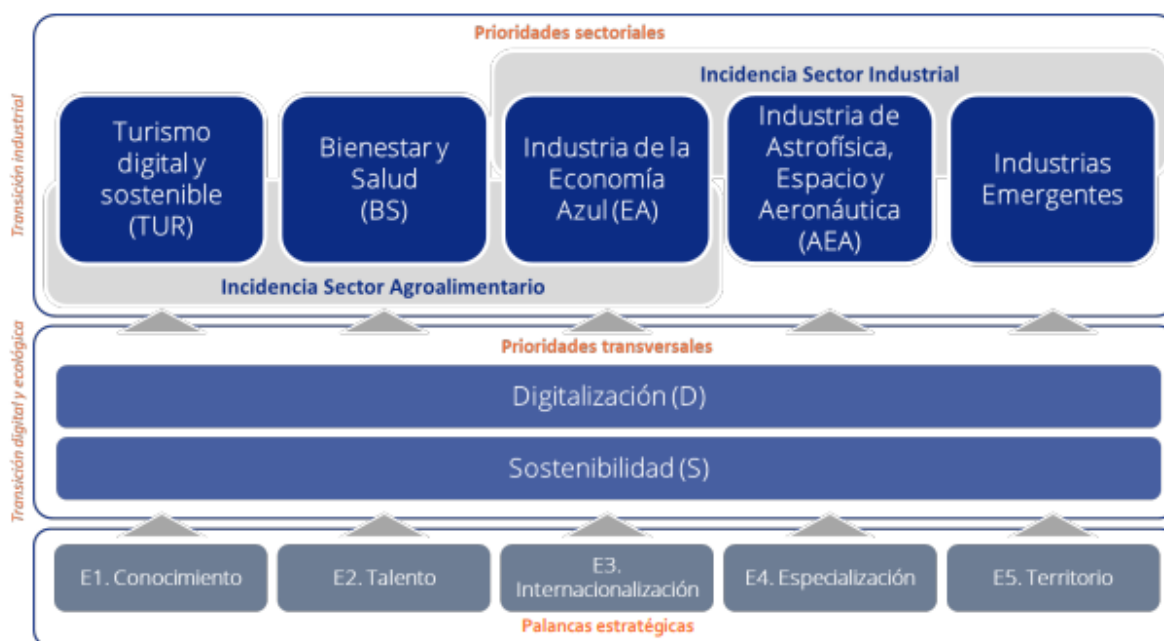 Prioridades sectoriales
Transición industrial
Incidencia Sector Industrial
Turismo
digital y
sostenible
(TUR)
Bienestar y
Salud
(BS)
Industria de la
Economía
Azul (EA)
Industria de
Astrofísica,
Espacio y
Aeronáutica
(AEA)
Industrias
Emergentes
Incidencia Sector Agroalimentario
Transición digital y ecológica
Prioridades transversales
Digitalización (D)
Sostenibilidad (S)
E1. Conocimiento
E2. Talento
E3.
Internacionalización
E4. Especialización
E5. Territorio
Palancas estratégicas